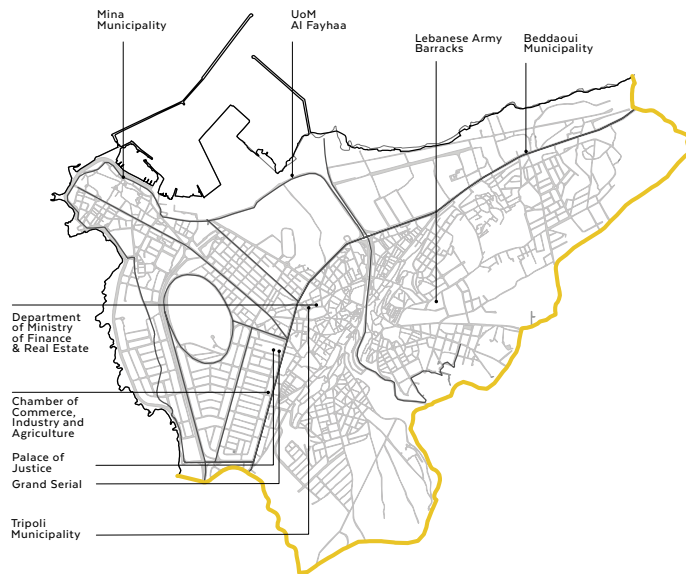 Mina
Municipality
UoM
Al Fayhaa
Lebanese Army
Barracks
Beddaoui
Municipality
Department
of Ministry
of Finance
& Real Estate
Chamber of
Commerce,
Industry and
Agriculture
Palace of
Justice
Grand Serial
Tripoli
Municipality